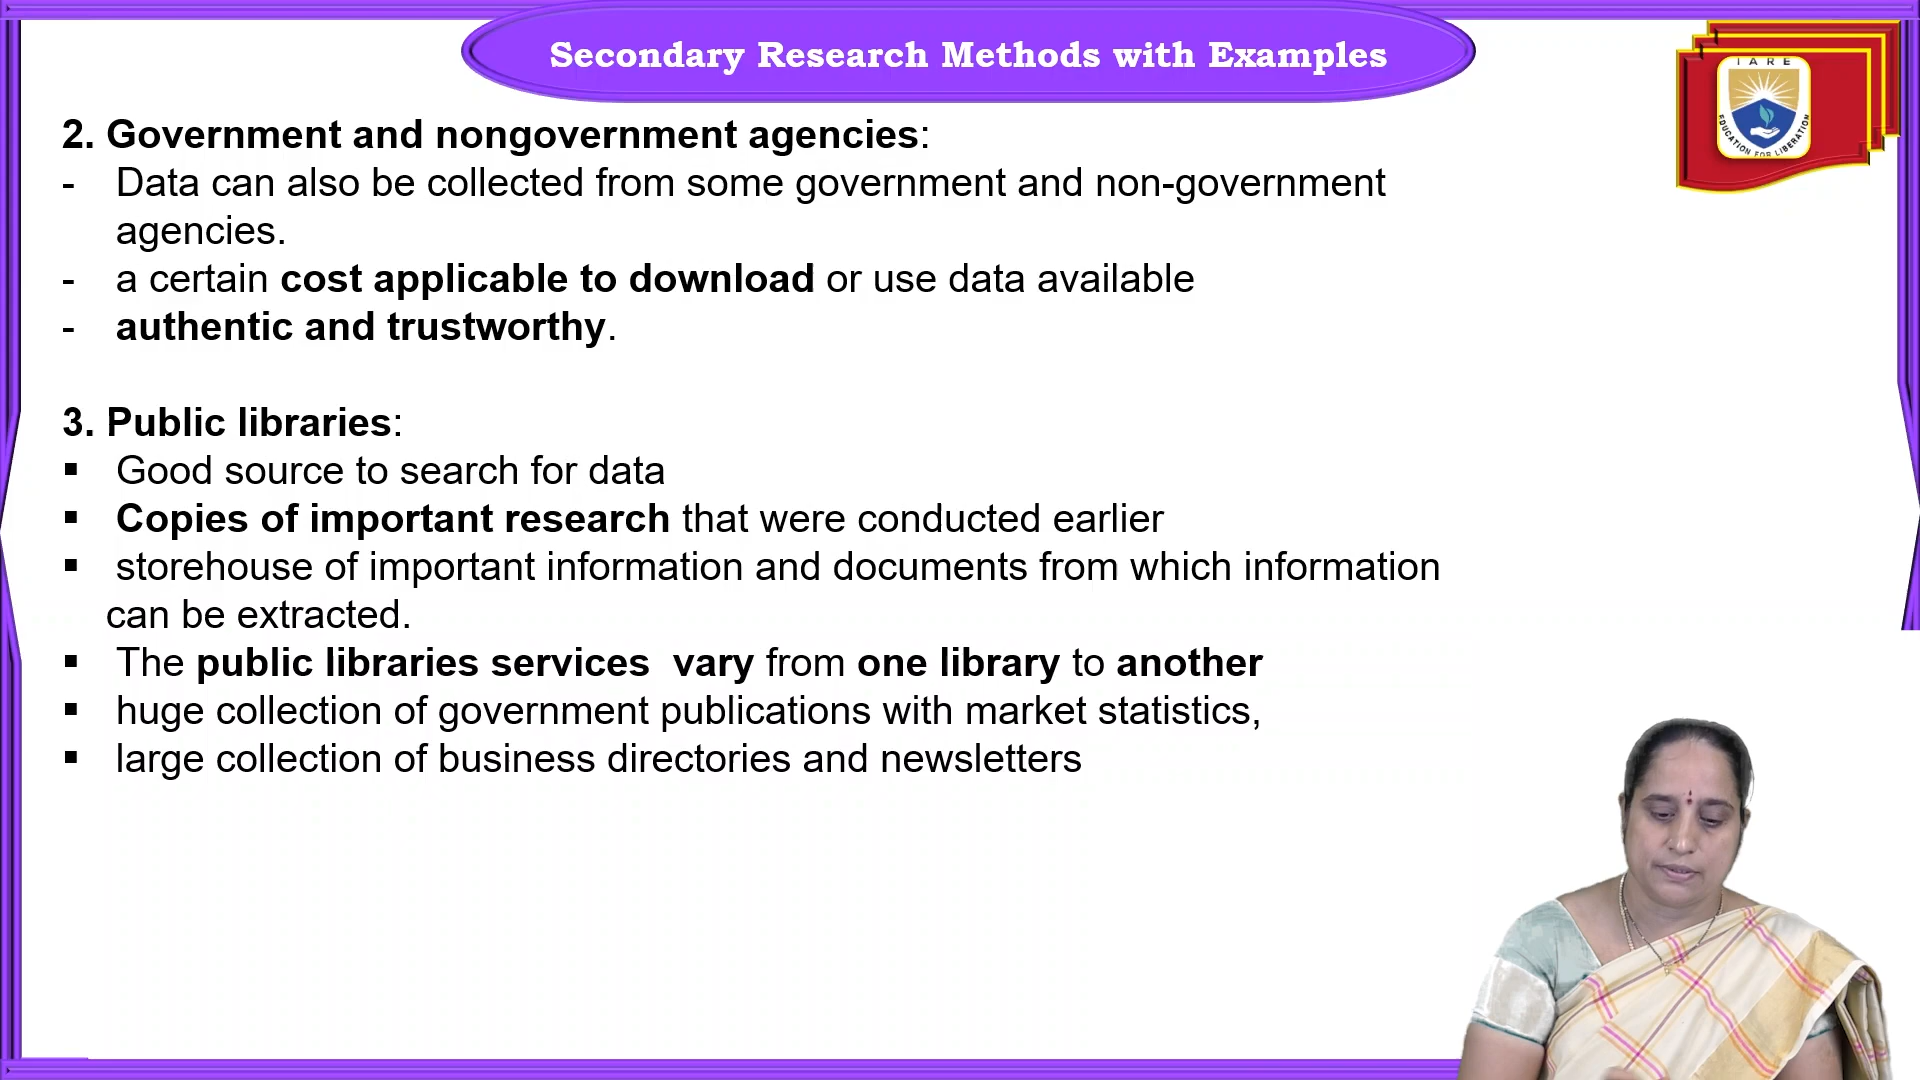 Secondary Research Methods with Examples
IARE
EDUCATION FOR LIBERATION
2. Government and nongovernment agencies:
- Data can also be collected from some government and non-government
agencies.
- a certain cost applicable to download or use data available
- authentic and trustworthy.
3. Public libraries:
▪ Good source to search for data
▪ Copies of important research that were conducted earlier
▪ storehouse of important information and documents from which information
can be extracted.
▪ The public libraries services  vary from one library to another
▪ huge collection of government publications with market statistics,
▪ large collection of business directories and newsletters